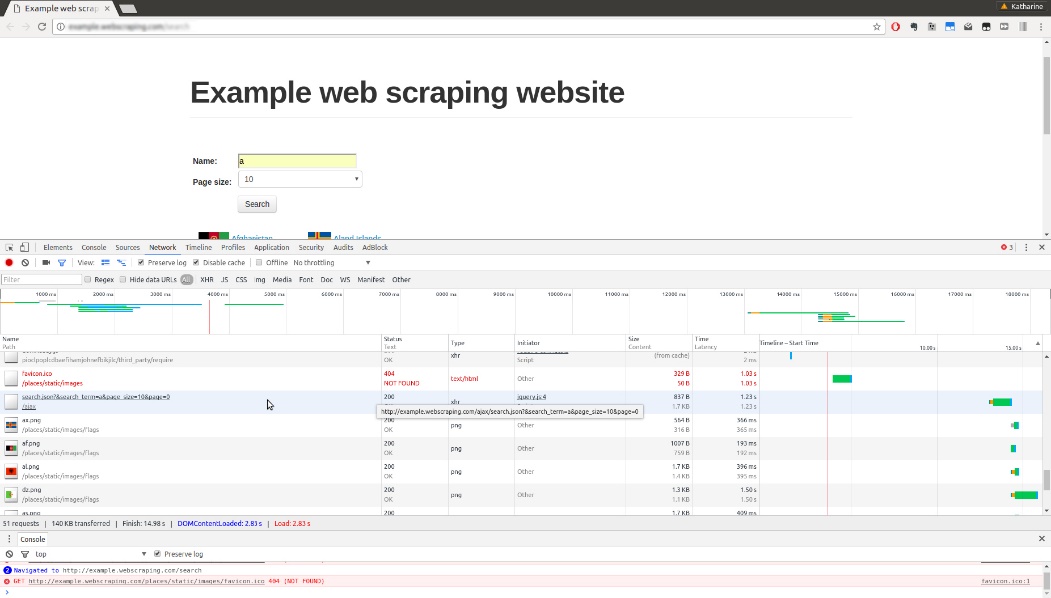 Example web scrap
Katharine
Example web scraping website
Name:
a
Page size:
10
Search
Afghanistan
Aland Islands
Elements Console Sources Network Timeline Profiles Application Security Audits AdBlock
3
View: Preserve log Disable cache Offline No throttling
Filter Regex Hide data URLs All XHR JS CSS Img Media Font Doc WS Manifest Other
1000 ms 2000 ms 3000 ms 4000 ms 5000 ms 6000 ms 7000 ms 8000 ms 9000 ms 10000 ms 11000 ms 12000 ms 13000 ms 14000 ms 15000 ms 16000 ms 17000 ms 18000 ms
Name Status Type Initiator Size Time Timeline – Start Time
Path Text Content Latency 10.00 s 15.00 s
xhr
OK Script (from cache) 2 ms
favicon.ico 404 text/html Other 329 B 1.03 s
/places/static/images NOT FOUND 50 B 1.03 s
search.json?&search_term=a&page_size=10&page=0 200 xhr jquery.js:4 837 B 1.23 s
/ajax 1.7 KB 1.23 s
http://example.webscraping.com/ajax/search.json?&search_term=a&page_size=10&page=0
ax.png 200 png Other 564 B 366 ms
/places/static/images/flags OK 316 B 365 ms
af.png 200 png Other 1007 B 193 ms
/places/static/images/flags OK 759 B 192 ms
al.png 200 png Other 1.7 KB 396 ms
/places/static/images/flags OK 1.4 KB 395 ms
dz.png 200 png Other 1.3 KB 1.50 s
/places/static/images/flags OK 1.1 KB 1.50 s
as.png 200 1.7 KB 409 ms
51 requests | 140 KB transferred | Finish: 14.98 s | DOMContentLoaded: 2.83 s | Load: 2.83 s
Console
top Preserve log
2 Navigated to http://example.webscraping.com/search
GET http://example.webscraping.com/places/static/images/favicon.ico 404 (NOT FOUND) favicon.ico:1